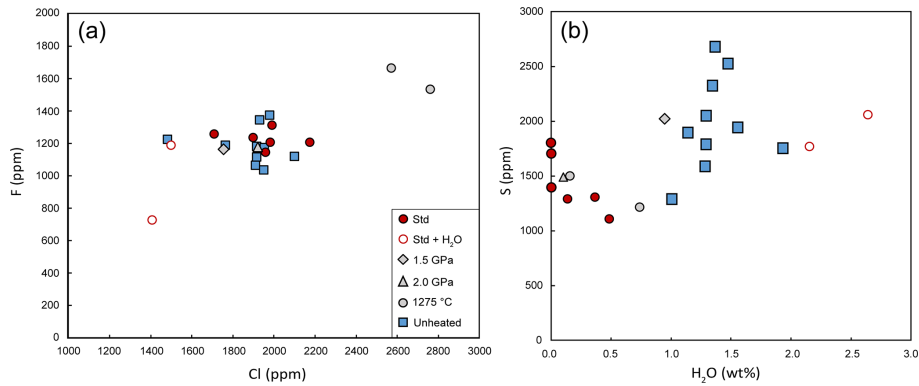 (a)
2000
1800
1600
1400
1200
1000
800
600
400
200
0
F (ppm)
1000 1200 1400 1600 1800 2000 2200 2400 2600 2800 3000
Cl (ppm)
Std
Std + H₂O
1.5 GPa
2.0 GPa
1275 °C
Unheated
(b)
3000
2500
2000
1500
1000
500
0
S (ppm)
0.0 0.5 1.0 1.5 2.0 2.5 3.0
H₂O (wt%)